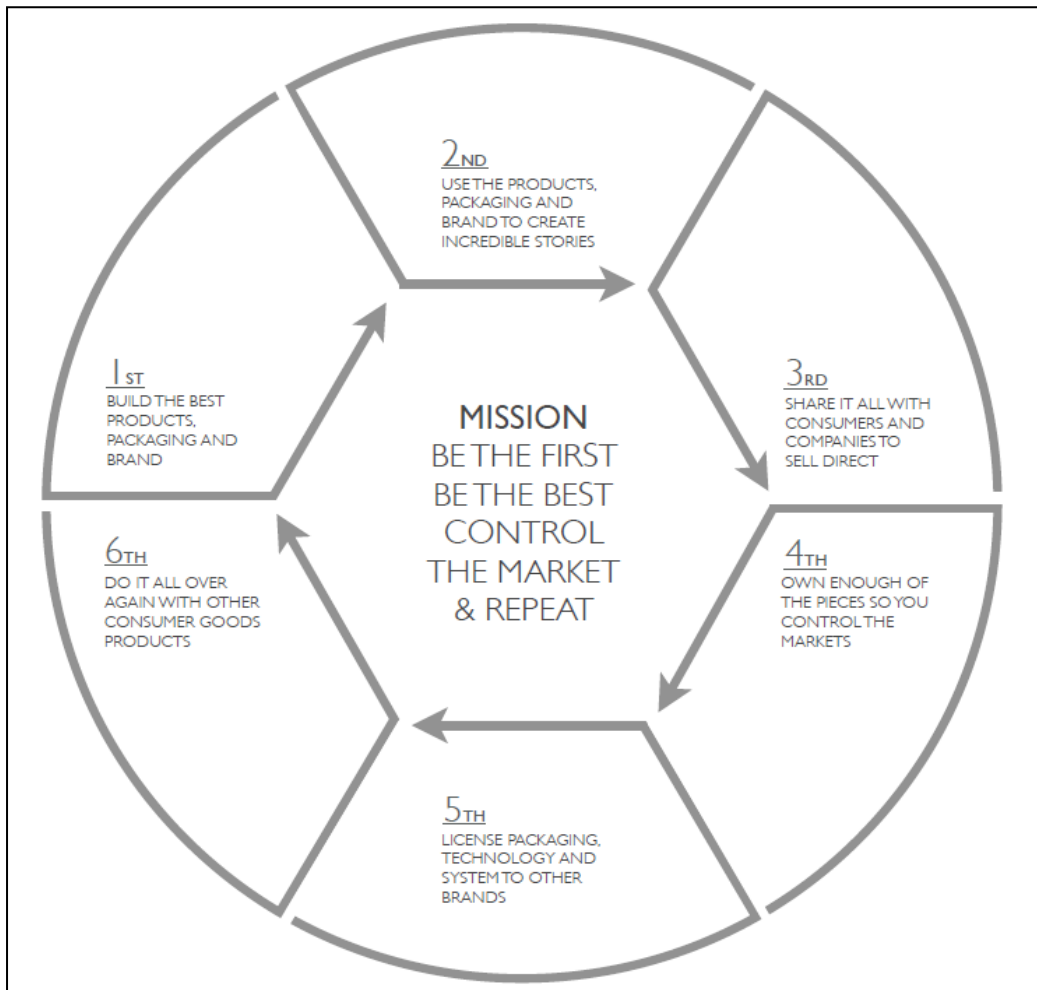 1ST
BUILD THE BEST
PRODUCTS,
PACKAGING AND
BRAND
2ND
USE THE PRODUCTS,
PACKAGING AND
BRAND TO CREATE
INCREDIBLE STORIES
3RD
SHARE IT ALL WITH
CONSUMERS AND
COMPANIES TO
SELL DIRECT
MISSION
BE THE FIRST
BE THE BEST
CONTROL
THE MARKET
& REPEAT
4TH
OWN ENOUGH OF
THE PIECES SO YOU
CONTROL THE
MARKETS
5TH
LICENSE PACKAGING,
TECHNOLOGY AND
SYSTEM TO OTHER
BRANDS
6TH
DO IT ALL OVER
AGAIN WITH OTHER
CONSUMER GOODS
PRODUCTS